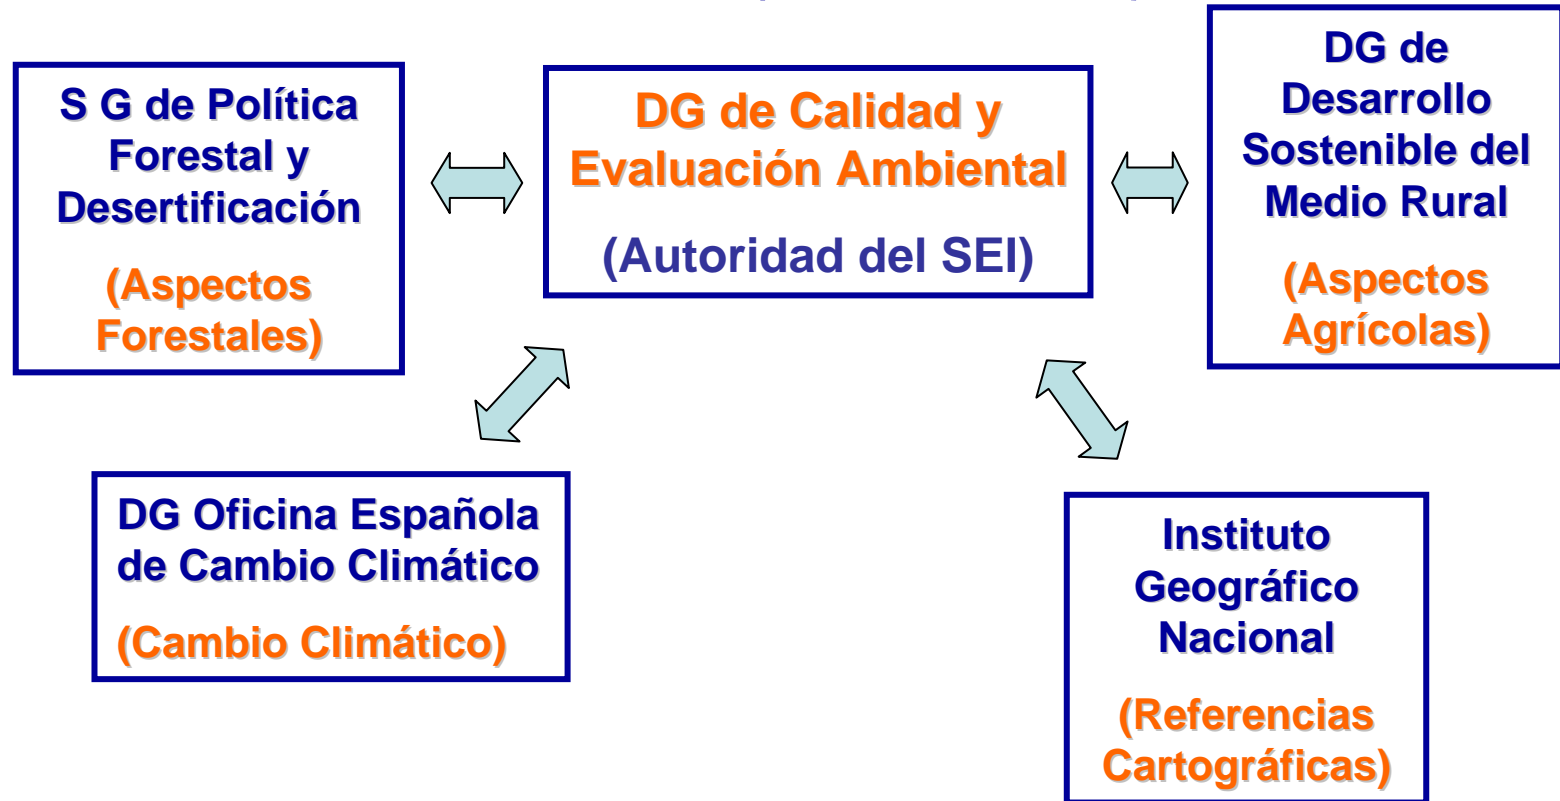 S G de Política
Forestal y
Desertificación
(Aspectos
Forestales)
DG de Calidad y
Evaluación Ambiental
(Autoridad del SEI)
DG de
Desarrollo
Sostenible del
Medio Rural
(Aspectos
Agrícolas)
DG Oficina Española
de Cambio Climático
(Cambio Climático)
Instituto
Geográfico
Nacional
(Referencias
Cartográficas)